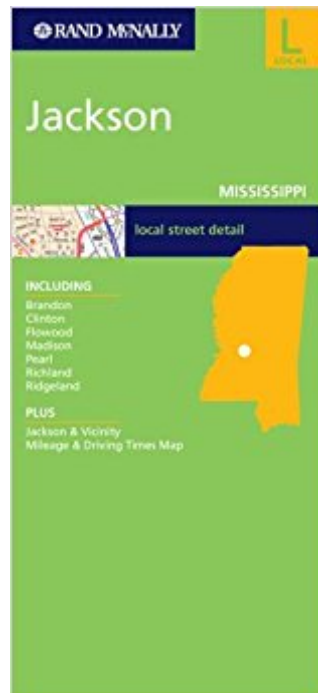 RAND McNALLY
L
LOCAL
Jackson
MISSISSIPPI
local street detail
INCLUDING
Brandon
Clinton
Flowood
Madison
Pearl
Richland
Ridgeland
PLUS
Jackson & Vicinity
Mileage & Driving Times Map